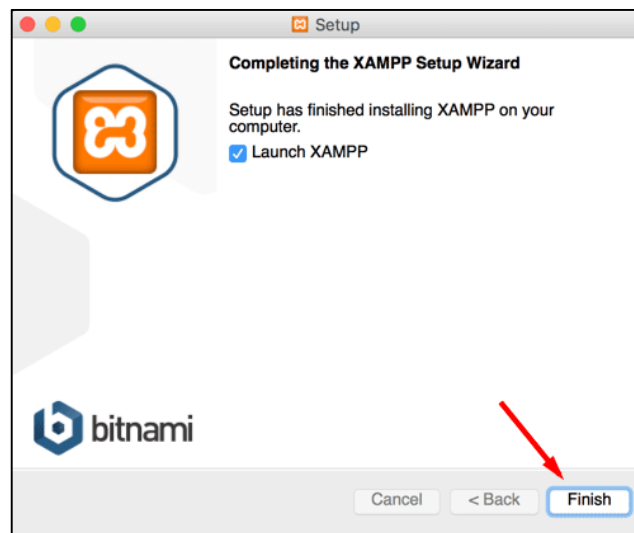 Setup
Completing the XAMPP Setup Wizard
Setup has finished installing XAMPP on your
computer.
Launch XAMPP
bitnami
Cancel
< Back
Finish